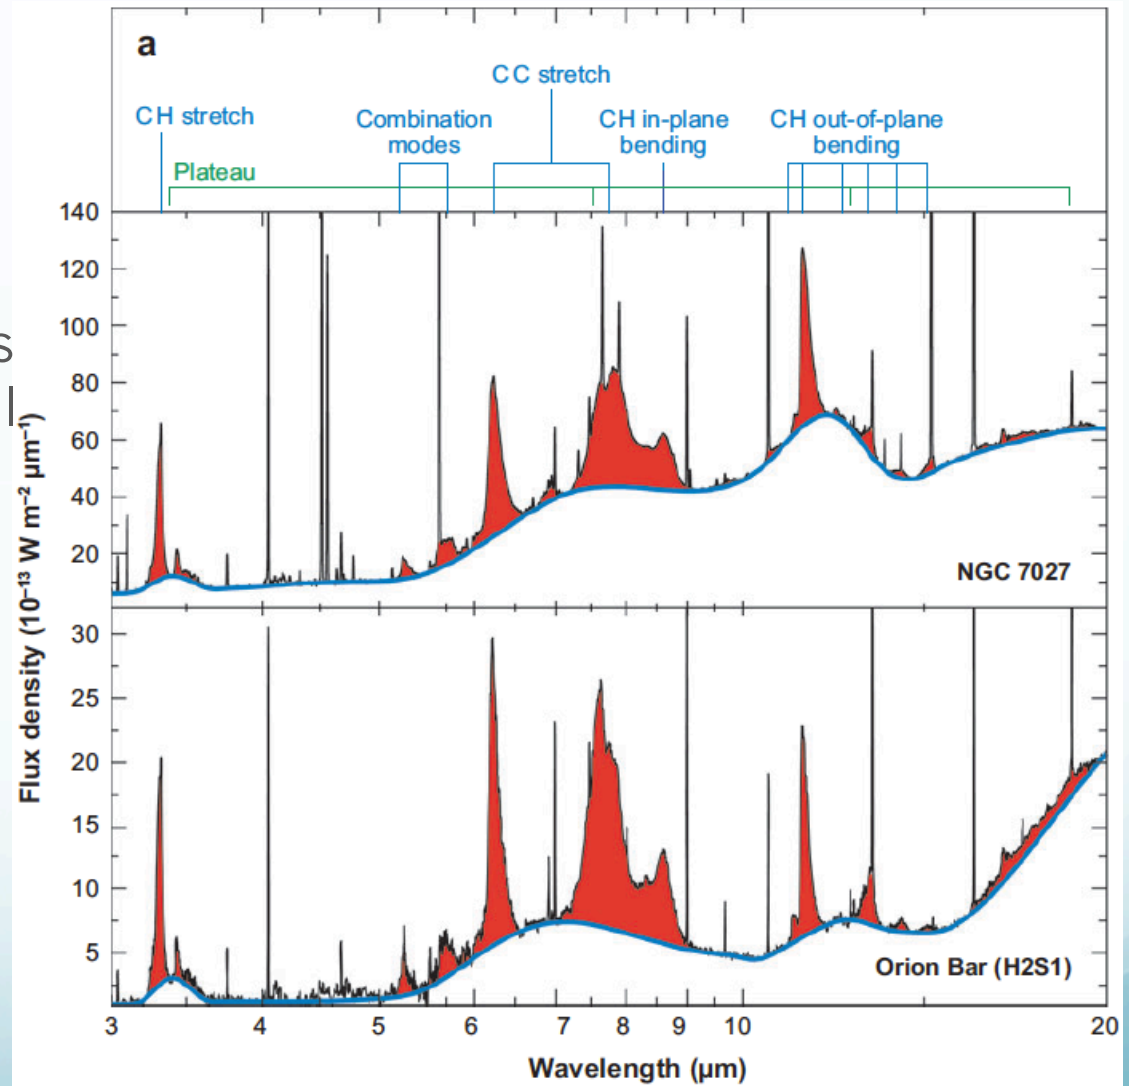 a
CC stretch
CH stretch
Combination
modes
CH in-plane
bending
CH out-of-plane
bending
Plateau
s
140
120
100
80
60
40
20
NGC 7027
Flux density (10⁻¹³ W m⁻² μm⁻¹)
30
25
20
15
10
5
Orion Bar (H2S1)
3 4 5 6 7 8 9 10 20
Wavelength (μm)